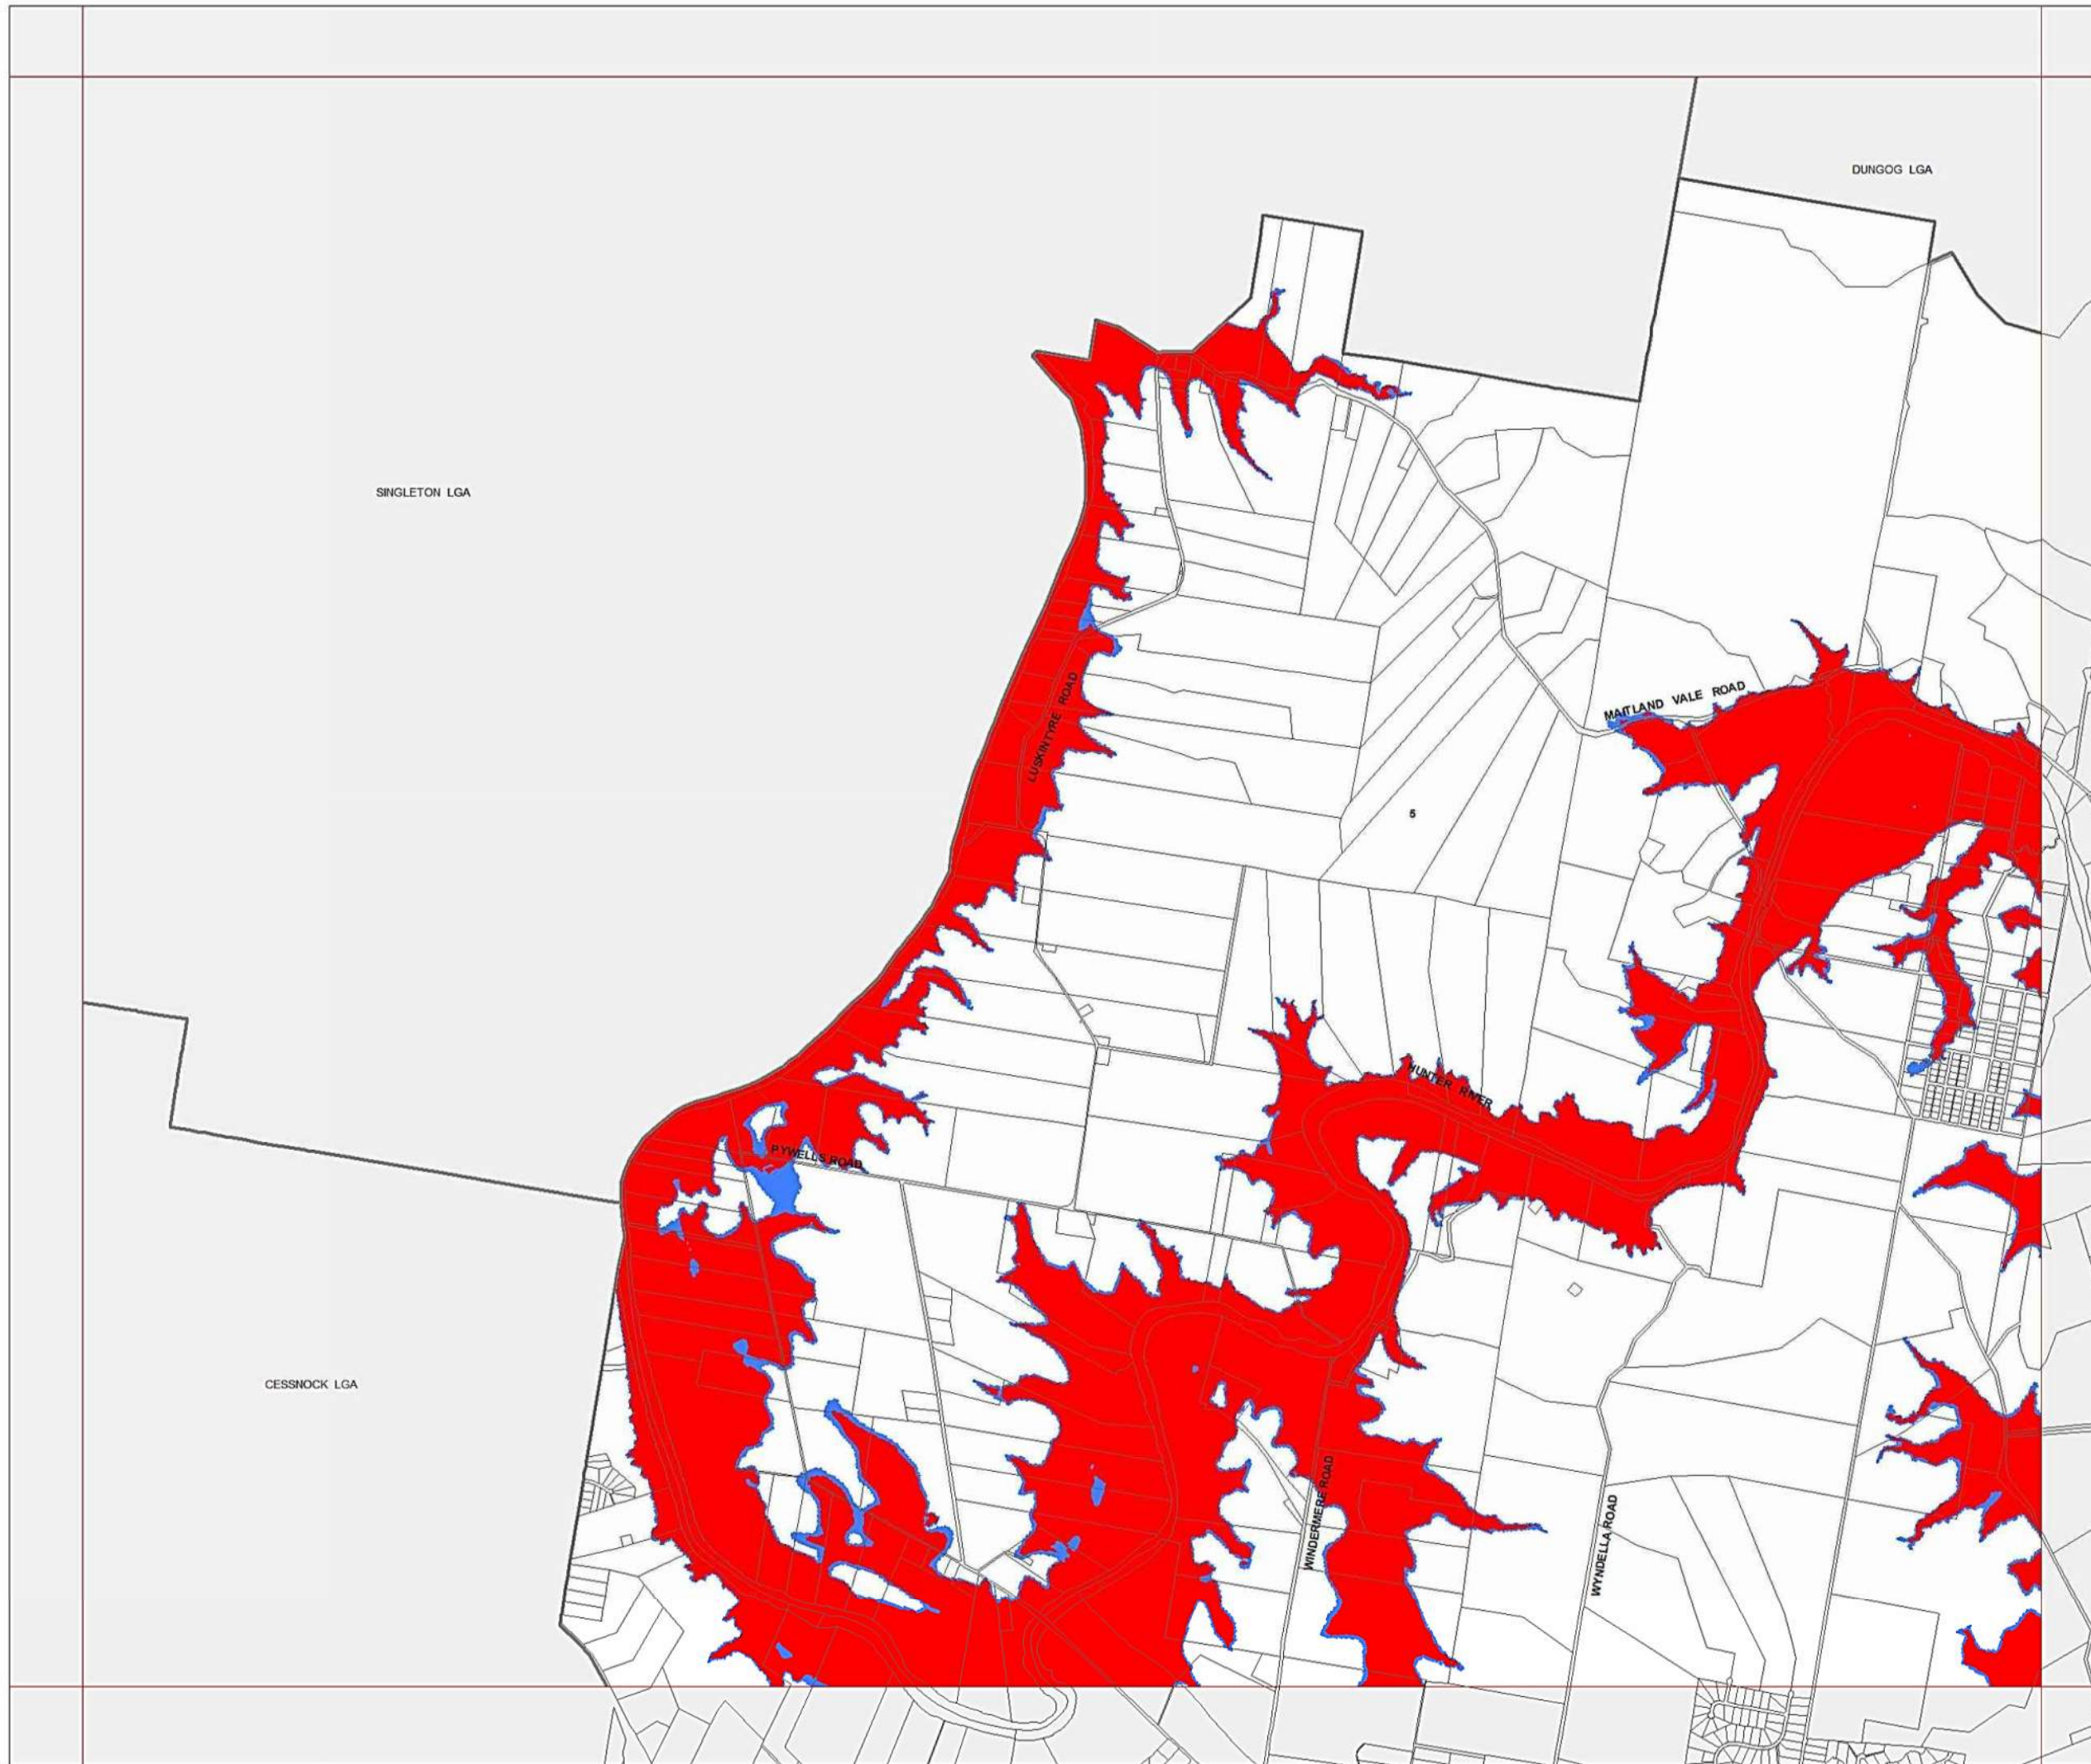 DUNGOG LGA
SINGLETON LGA
LUSKINTYRE ROAD
MAITLAND VALE ROAD
5
HUNTER RIVER
PYWELLS ROAD
CESSNOCK LGA
WINDERMERE ROAD
WYNDELLA ROAD